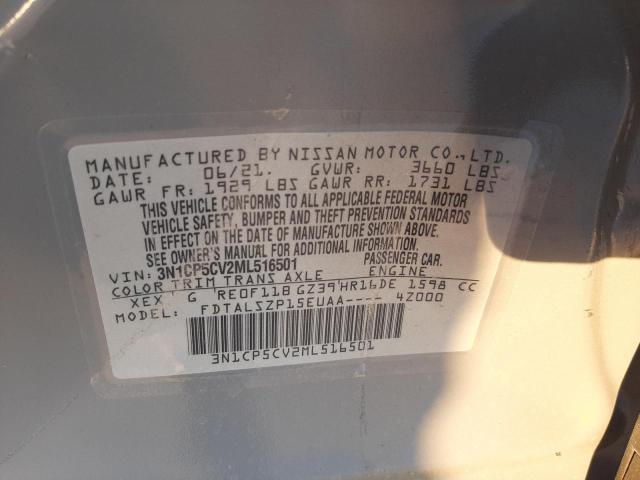 MANUFACTURED BY NISSAN MOTOR CO.,LTD.
DATE: 06/21. GVWR: 3660 LBS
GAWR FR: 1929 LBS GAWR RR: 1731 LBS
THIS VEHICLE CONFORMS TO ALL APPLICABLE FEDERAL MOTOR
VEHICLE SAFETY, BUMPER AND THEFT PREVENTION STANDARDS
IN EFFECT ON THE DATE OF MANUFACTURE SHOWN ABOVE.
SEE OWNER'S MANUAL FOR ADDITIONAL INFORMATION.
VIN: 3N1CP5CV2ML516501 PASSENGER CAR.
COLOR TRIM TRANS AXLE ENGINE
XEX G RE0F11B GZ39 HR16DE 1598 CC
FDTALSZP15EUAA---- 4Z000
3N1CP5CV2ML516501